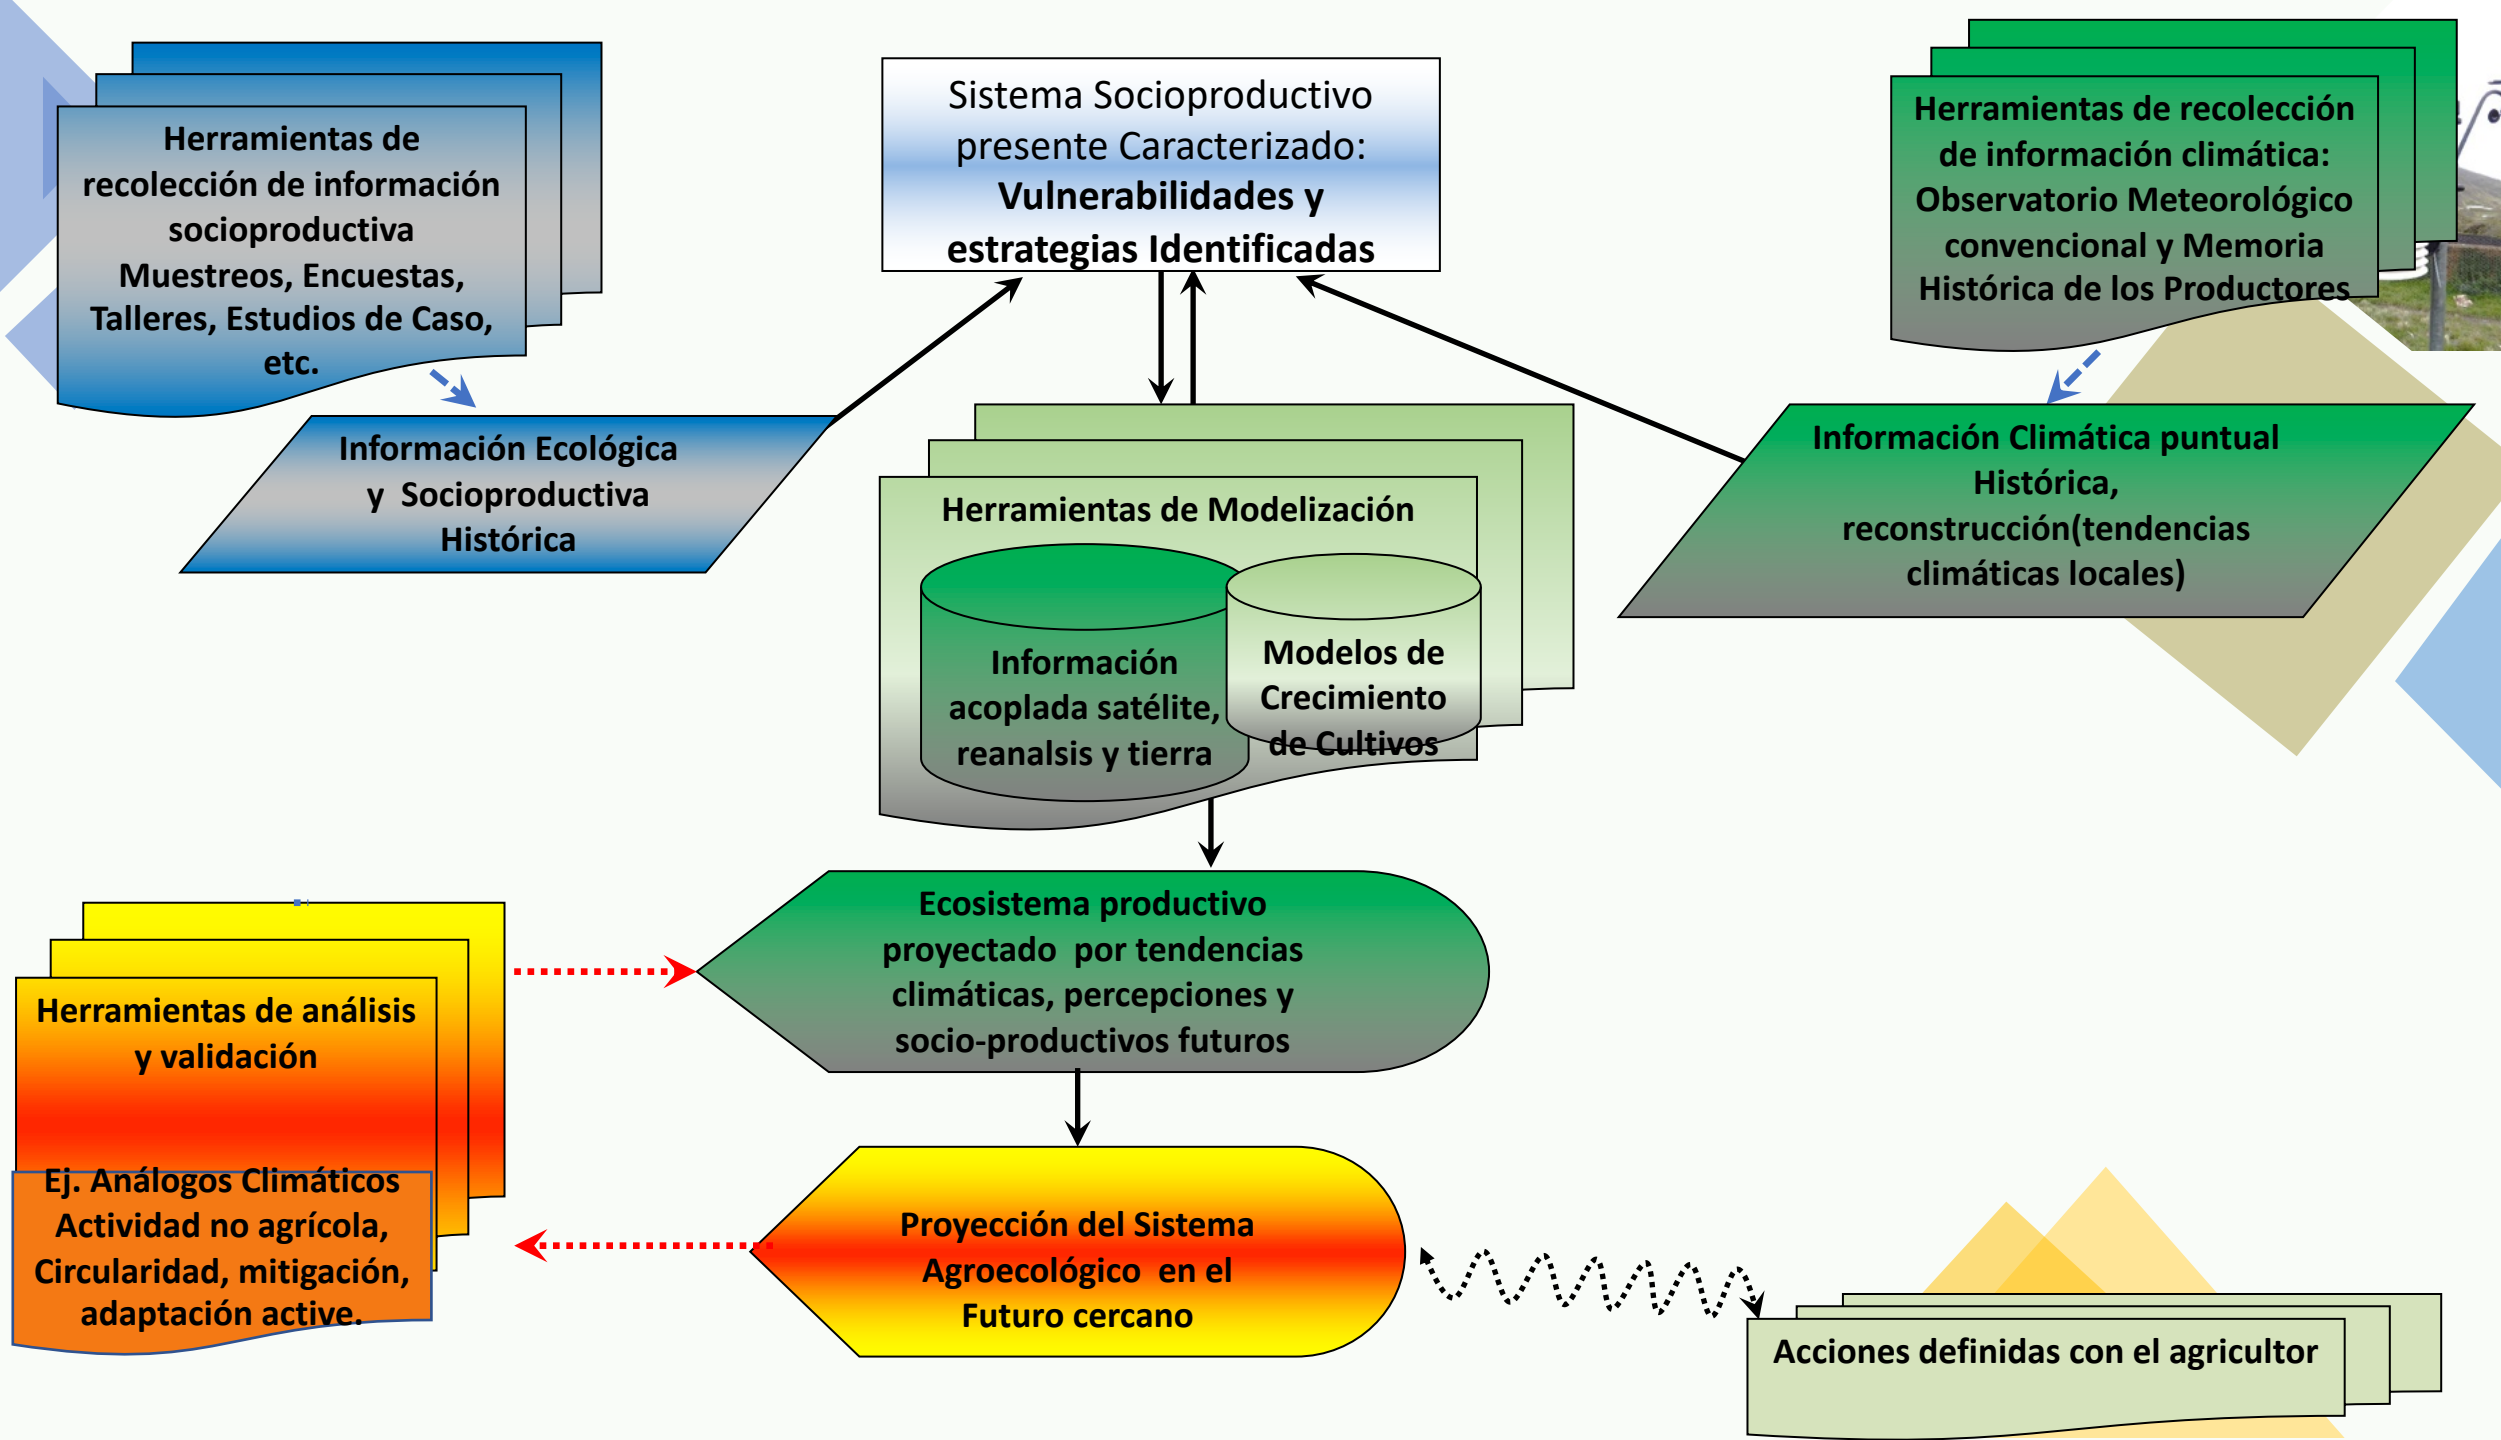 Herramientas de
recolección de información
socioproductiva
Muestreos, Encuestas,
Talleres, Estudios de Caso,
etc.
Sistema Socioproductivo
presente Caracterizado:
Vulnerabilidades y
estrategias Identificadas
Herramientas de recolección
de información climática:
Observatorio Meteorológico
convencional y Memoria
Histórica de los Productores
Información Ecológica
y Socioproductiva
Histórica
Información Climática puntual
Histórica,
reconstrucción(tendencias
climáticas locales)
Herramientas de Modelización
Información
acoplada satélite,
reanalsis y tierra
Modelos de
Crecimiento
de Cultivos
Ecosistema productivo
proyectado por tendencias
climáticas, percepciones y
socio-productivos futuros
Herramientas de análisis
y validación
Ej. Análogos Climáticos
Actividad no agrícola,
Circularidad, mitigación,
adaptación active.
Proyección del Sistema
Agroecológico en el
Futuro cercano
Acciones definidas con el agricultor